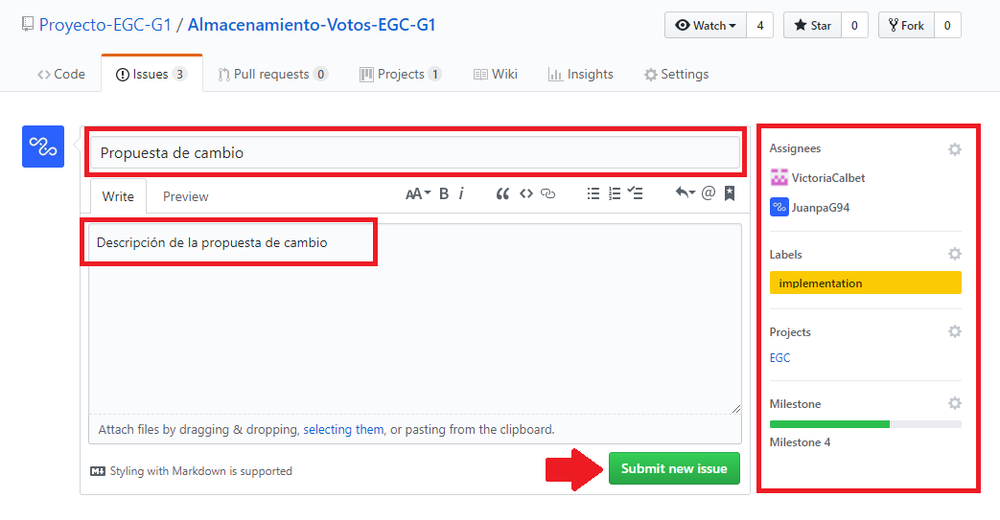 Proyecto-EGC-G1 / Almacenamiento-Votos-EGC-G1
Watch 4 Star 0 Fork 0
Code Issues 3 Pull requests 0 Projects 1 Wiki Insights Settings
Propuesta de cambio
Write Preview AA B i “ <> @
Descripción de la propuesta de cambio
Attach files by dragging & dropping, selecting them, or pasting from the clipboard.
Styling with Markdown is supported
Submit new issue
Assignees
VictoriaCalbet
JuanpaG94
Labels
implementation
Projects
EGC
Milestone
Milestone 4